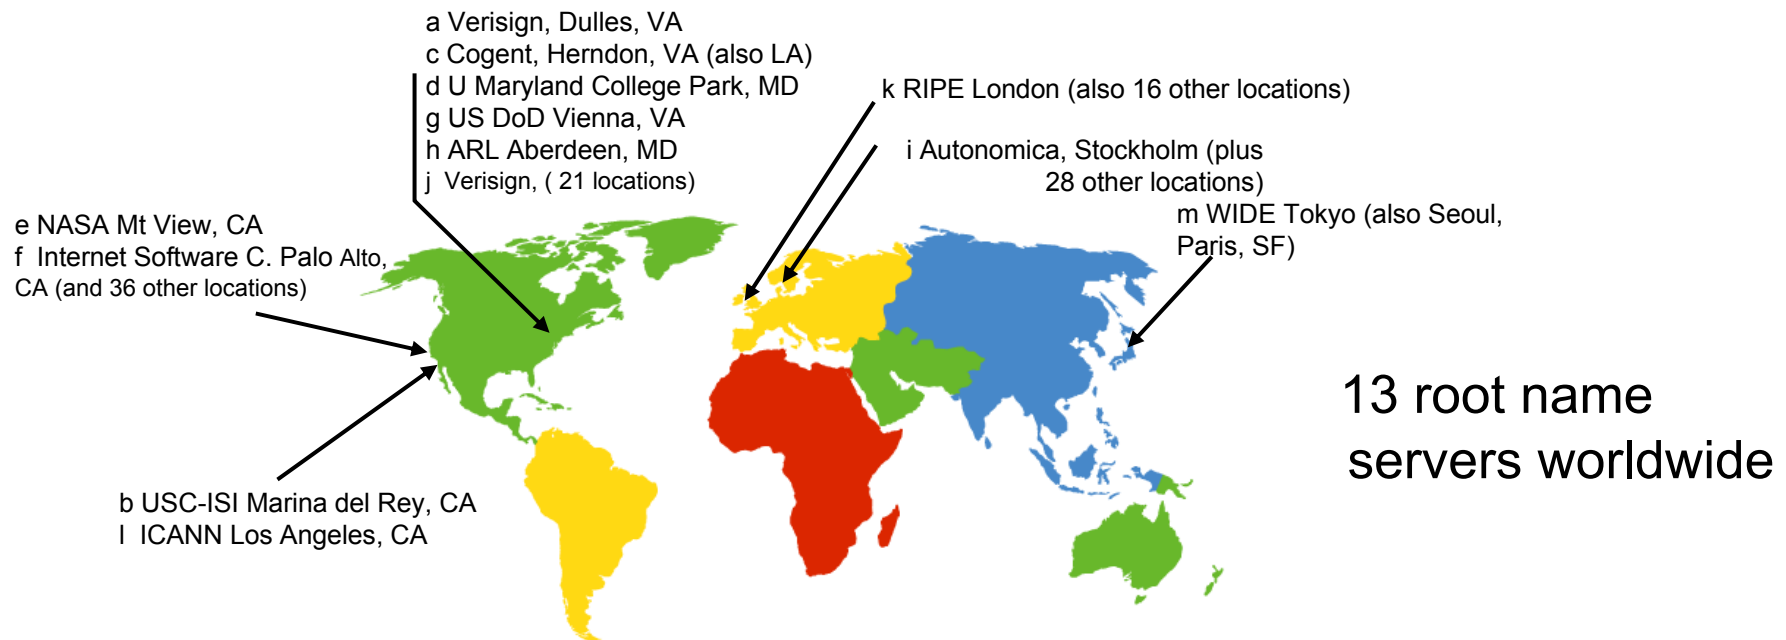 a Verisign, Dulles, VA
c Cogent, Herndon, VA (also LA)
d U Maryland College Park, MD
g US DoD Vienna, VA
h ARL Aberdeen, MD
j Verisign, ( 21 locations)
k RIPE London (also 16 other locations)
i Autonomica, Stockholm (plus
28 other locations)
m WIDE Tokyo (also Seoul,
Paris, SF)
e NASA Mt View, CA
f Internet Software C. Palo Alto,
CA (and 36 other locations)
13 root name
servers worldwide
b USC-ISI Marina del Rey, CA
l ICANN Los Angeles, CA